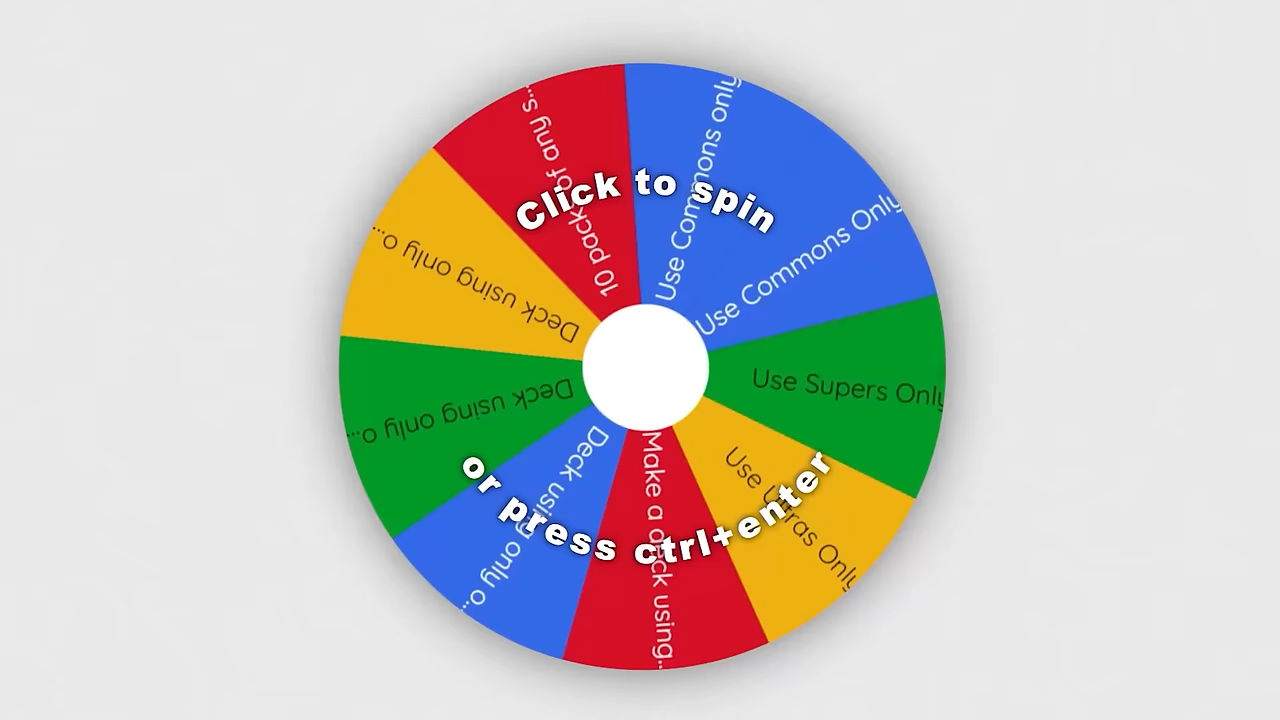 Click to spin
or press ctrl+enter
Use Commons only
Use Commons Only
Use Supers Only
Use Ultras Only
Make a deck using...
Deck using only o...
Deck using only o...
Deck using only o...
10 packs of any s...